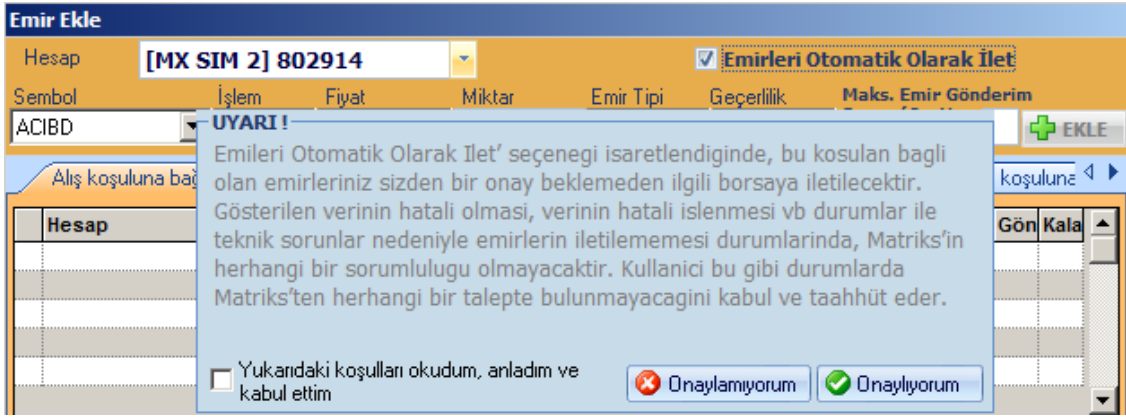 Emir Ekle
Hesap [MX SIM 2] 802914 Emirleri Otomatik Olarak İlet
Sembol İşlem Fiyat Miktar Emir Tipi Geçerlilik Maks. Emir Gönderim
ACIBD EKLE
UYARI !
Alış koşuluna bağ koşuluna
Hesap Gön Kala
Emileri Otomatik Olarak Ilet’ seçenegi isaretlendiginde, bu kosulan bagli
olan emirleriniz sizden bir onay beklemeden ilgili borsaya iletilecektir.
Gösterilen verinin hatali olmasi, verinin hatali islenmesi vb durumlar ile
teknik sorunlar nedeniyle emirlerin iletilememesi durumlarinda, Matriks’in
herhangi bir sorumlulugu olmayacaktir. Kullanici bu gibi durumlarda
Matriks’ten herhangi bir talepte bulunmayacagini kabul ve taahhüt eder.
Yukarıdaki koşulları okudum, anladım ve
kabul ettim
Onaylamıyorum Onaylıyorum